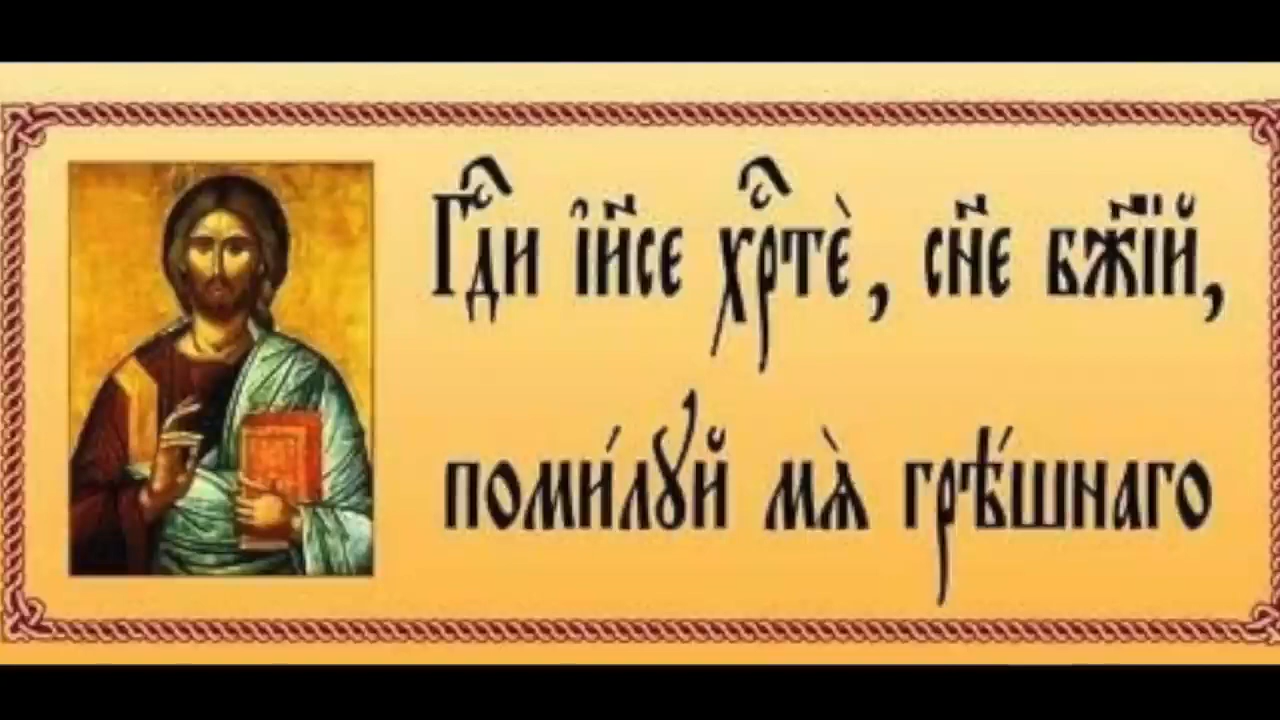 Гдⷭ҇и і҆и҃се хрⷭ҇тѐ, сн҃е бж҃їй,
поми́лꙋй мѧ̀ грѣ́шнаго